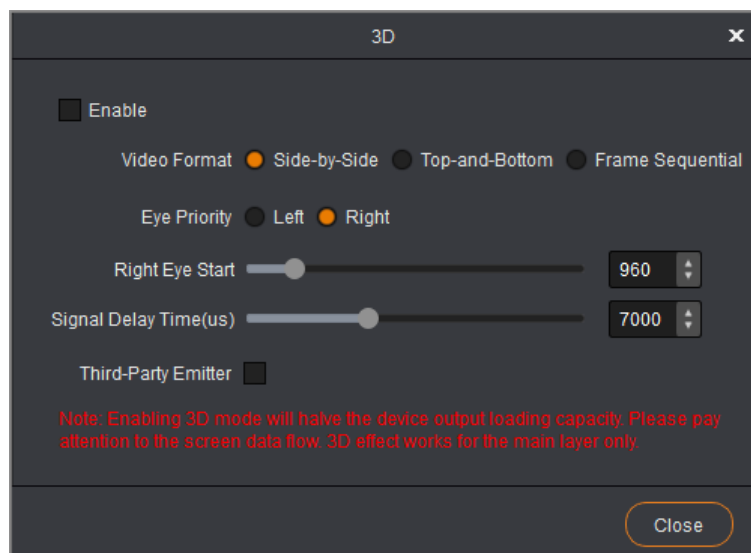 3D
Enable
Video Format Side-by-Side Top-and-Bottom Frame Sequential
Eye Priority Left Right
Right Eye Start 960
Signal Delay Time(us) 7000
Third-Party Emitter
Note: Enabling 3D mode will halve the device output loading capacity. Please pay
attention to the screen data flow. 3D effect works for the main layer only.
Close